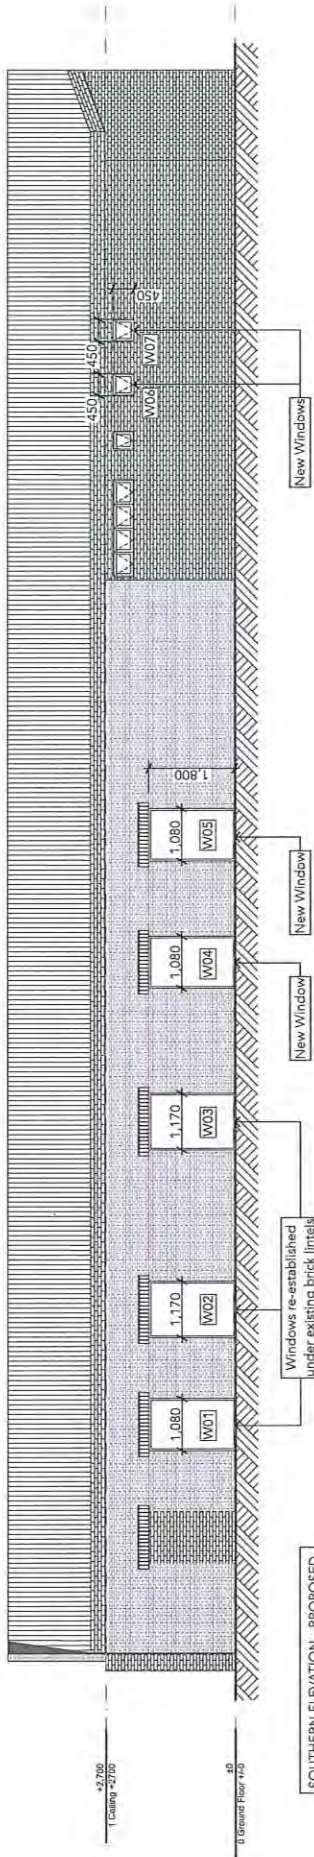 +2,700
1 Ceiling +2700
±0
0 Ground Floor +/-0
1,080
W01
1,170
W02
1,170
W03
1,080
W04
1,080
W05
1,800
450
450
450
W06
W07
Windows re-established
under existing brick lintels
New Window
New Window
New Windows
SOUTHERN ELEVATION - PROPOSED